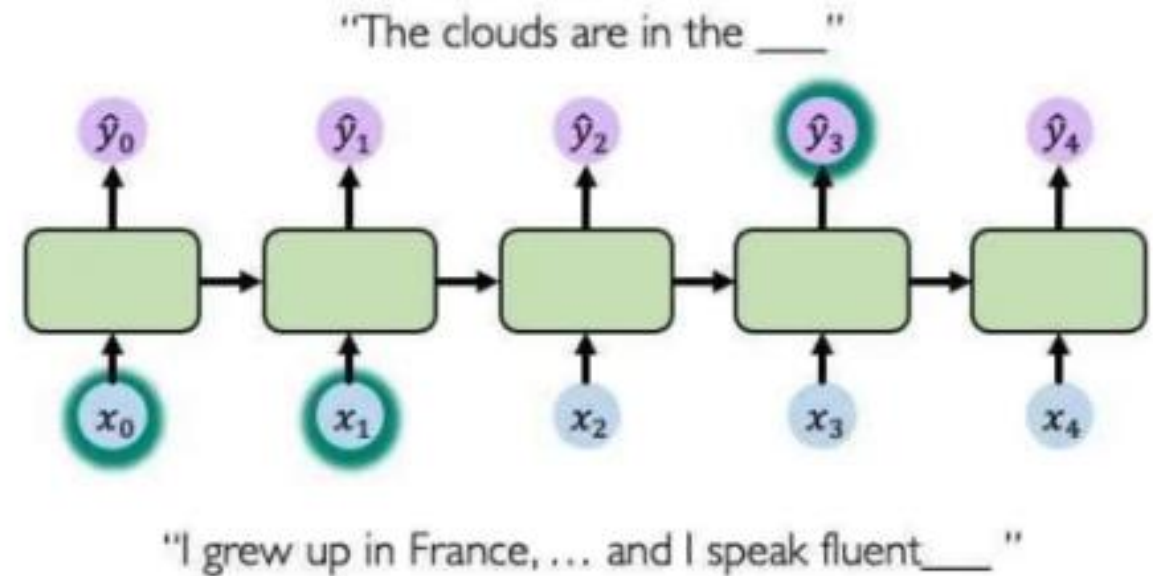 “The clouds are in the ___”
ŷ₀ ŷ₁ ŷ₂ ŷ₃ ŷ₄
x₀ x₁ x₂ x₃ x₄
“I grew up in France, ... and I speak fluent___ ”